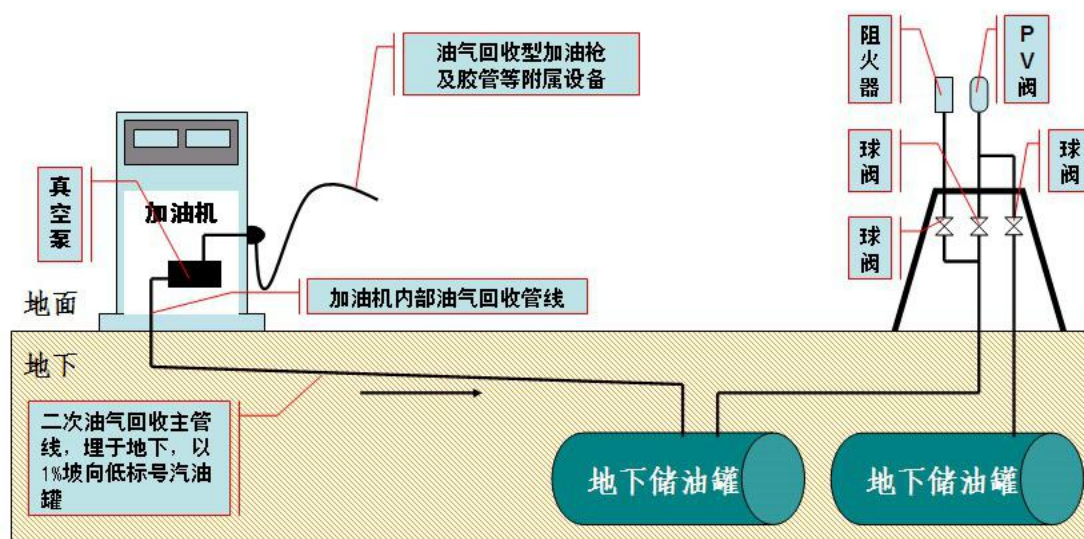 油气回收型加油枪
及胶管等附属设备
阻
火
器
P
V
阀
球
阀
球
阀
真
空
泵
加油机
球
阀
加油机内部油气回收管线
地面
地下
二次油气回收主管
线，埋于地下，以
1%坡向低标号汽油
罐
地下储油罐
地下储油罐